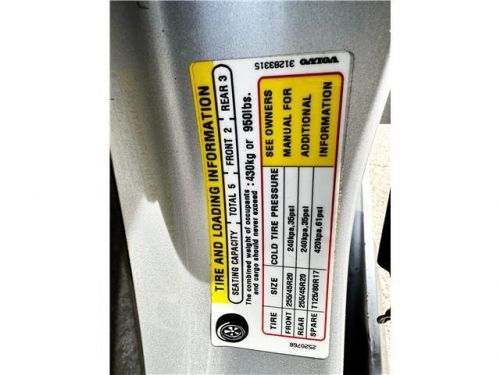 TIRE AND LOADING INFORMATION
SEATING CAPACITY | TOTAL 5 | FRONT 2 | REAR 3
The combined weight of occupants and cargo should never exceed : 430kg or 950lbs.
TIRE SIZE COLD TIRE PRESSURE
FRONT 255/45R20 240kpa,35psi
REAR 255/45R20 240kpa,35psi
SPARE T125/80R17 420kpa,61psi
SEE OWNERS
MANUAL FOR
ADDITIONAL
INFORMATION
2520768
VOLVO 31283315